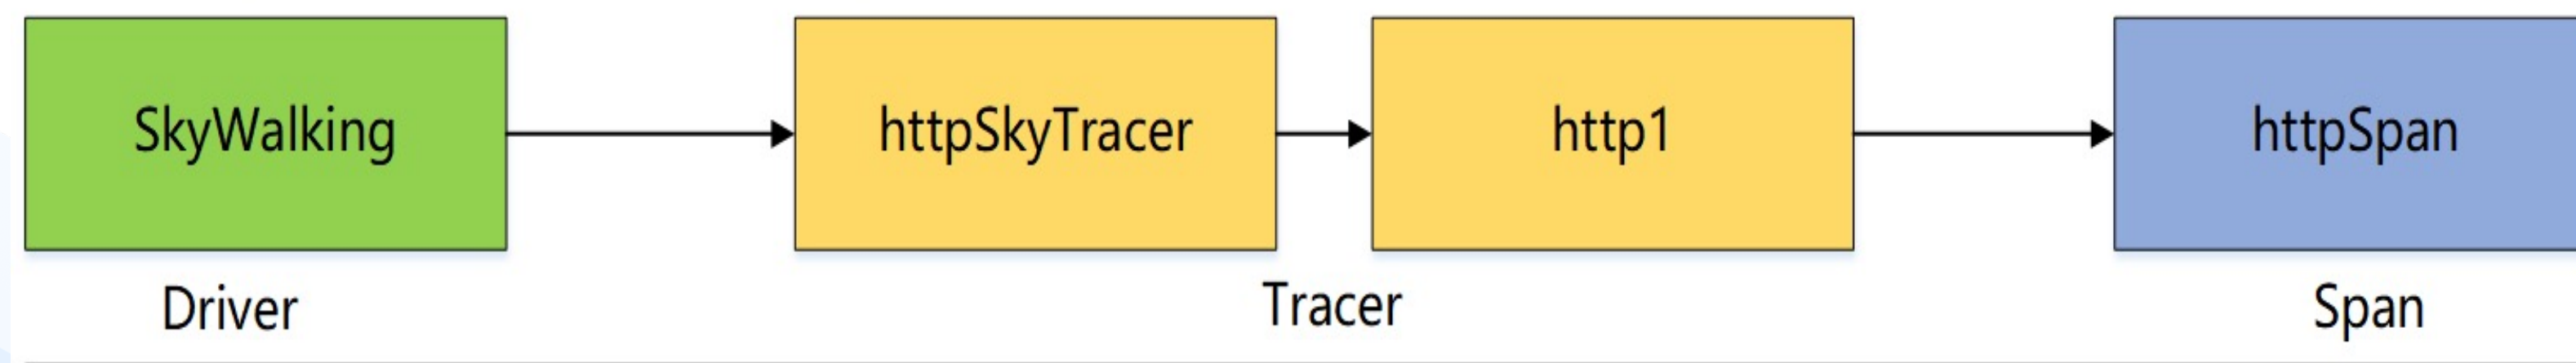 SkyWalking
httpSkyTracer
http1
httpSpan
Driver
Tracer
Span